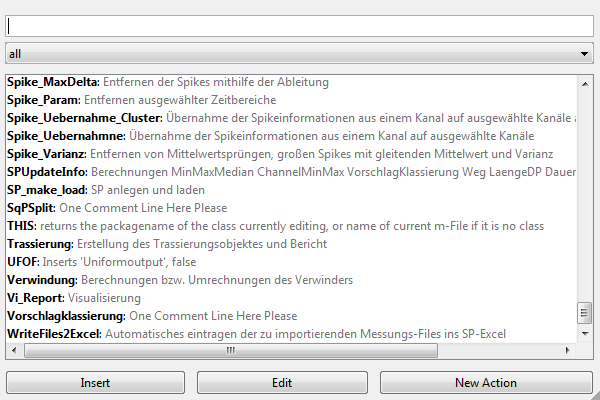 all
Spike_MaxDelta: Entfernen der Spikes mithilfe der Ableitung
Spike_Param: Entfernen ausgewählter Zeitbereiche
Spike_Uebernahme_Cluster: Übernahme der Spikeinformationen aus einem Kanal auf ausgewählte Kanäle a
Spike_Uebernahmne: Übernahme der Spikeinformationen aus einem Kanal auf ausgewählte Kanäle
Spike_Varianz: Entfernen von Mittelwertsprüngen, großen Spikes mit gleitenden Mittelwert und Varianz
SPUpdateInfo: Berechnungen MinMaxMedian ChannelMinMax VorschlagKlassierung Weg LaengeDP Dauer
SP_make_load: SP anlegen und laden
SqPSplit: One Comment Line Here Please
THIS: returns the packagename of the class currently editing, or name of current m-File if it is no class
Trassierung: Erstellung des Trassierungsobjektes und Bericht
UFOF: Inserts 'Uniformoutput', false
Verwindung: Berechnungen bzw. Umrechnungen des Verwinders
Vi_Report: Visualisierung
Vorschlagklassierung: One Comment Line Here Please
WriteFiles2Excel: Automatisches eintragen der zu importierenden Messungs-Files ins SP-Excel
Insert Edit New Action